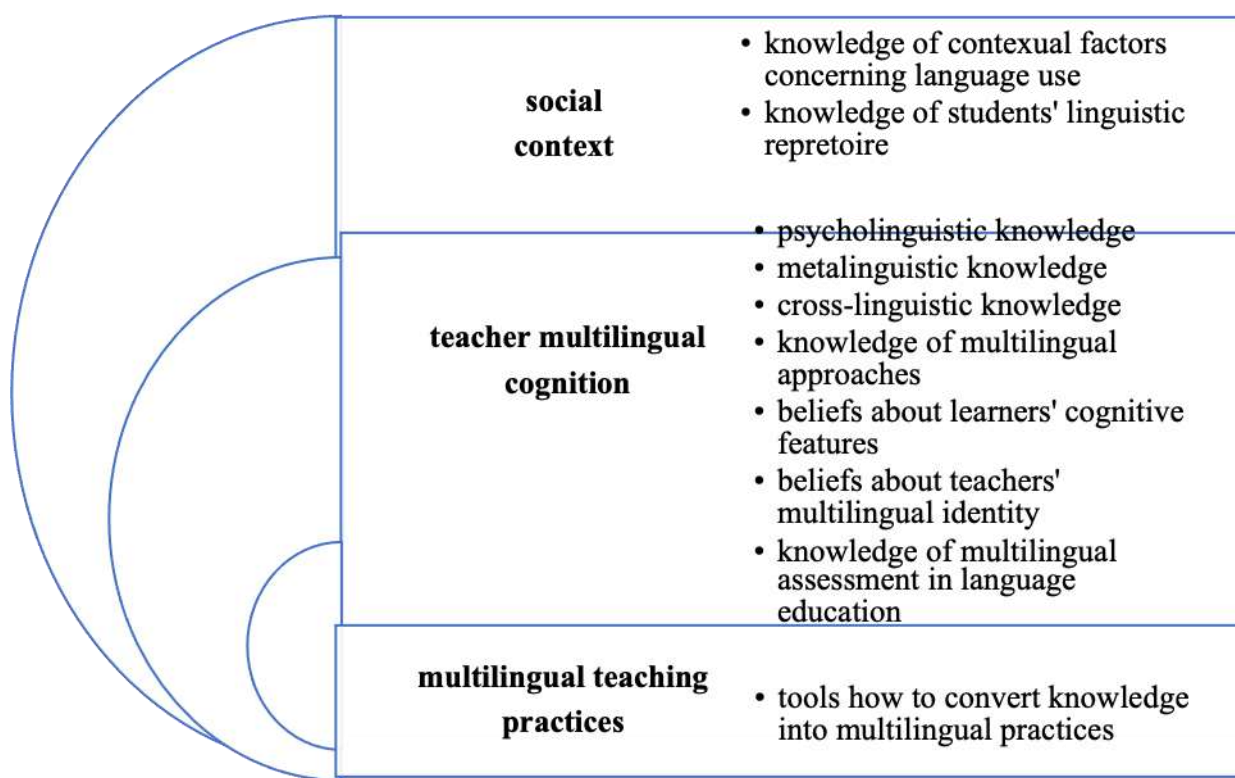 social
context
• knowledge of contexual factors
concerning language use
• knowledge of students' linguistic
repretoire
teacher multilingual
cognition
• psycholinguistic knowledge
• metalinguistic knowledge
• cross-linguistic knowledge
• knowledge of multilingual
approaches
• beliefs about learners' cognitive
features
• beliefs about teachers'
multilingual identity
• knowledge of multilingual
assessment in language
education
multilingual teaching
practices
• tools how to convert knowledge
into multilingual practices